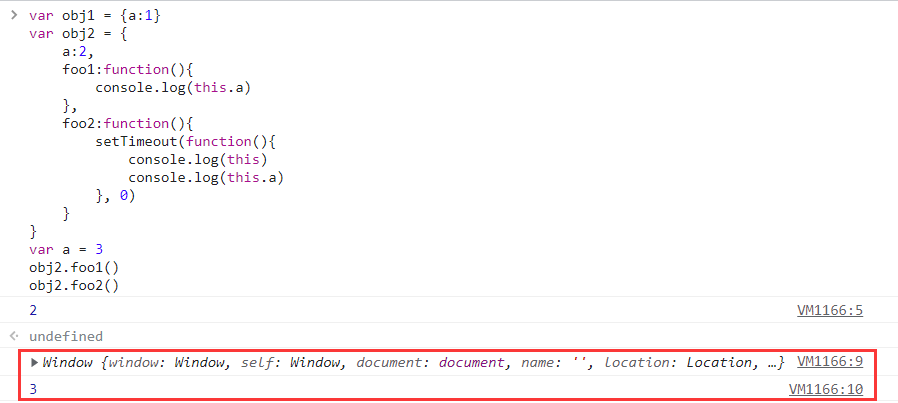 var obj1 = {a:1}
var obj2 = {
    a:2,
    foo1:function(){
        console.log(this.a)
    },
    foo2:function(){
        setTimeout(function(){
            console.log(this)
            console.log(this.a)
        }, 0)
    }
}
var a = 3
obj2.foo1()
obj2.foo2()
2 VM1166:5
undefined
Window {window: Window, self: Window, document: document, name: '', location: Location, …} VM1166:9
3 VM1166:10